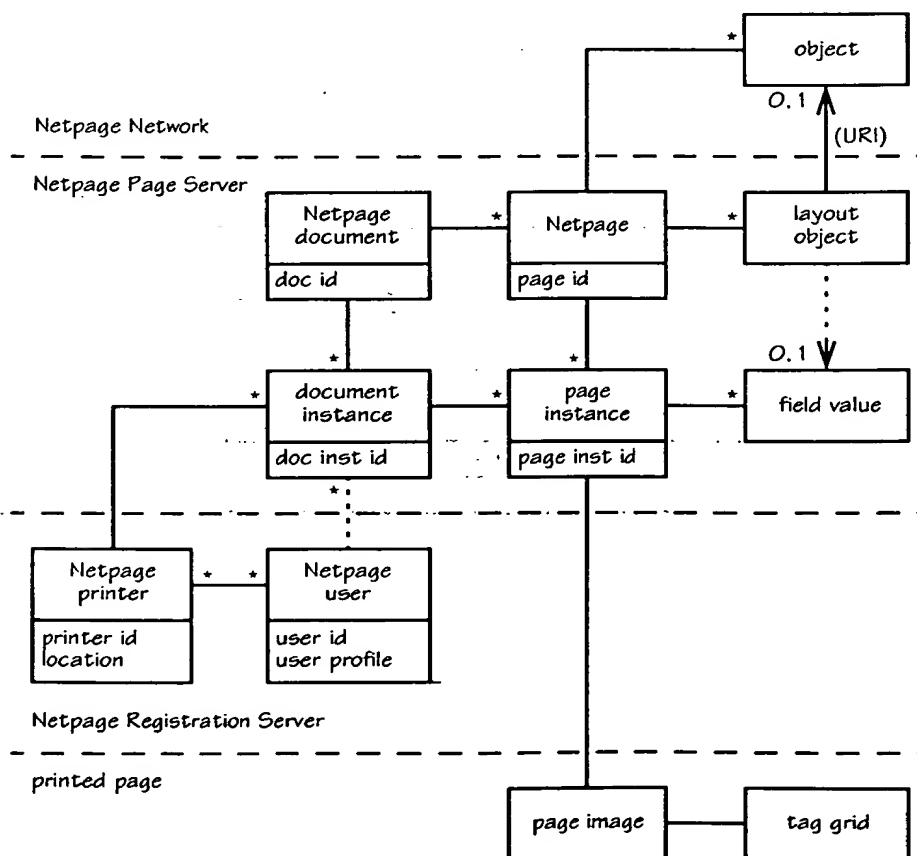 *
object
0.1
(URI)
Netpage Network
Netpage Page Server
Netpage
document
doc id
*
Netpage
page id
*
layout
object
*
*
0.1
*
document
instance
doc inst id
*
page
instance
page inst id
*
field value
*
Netpage
printer
printer id
location
*
*
Netpage
user
user id
user profile
Netpage Registration Server
printed page
page image
tag grid